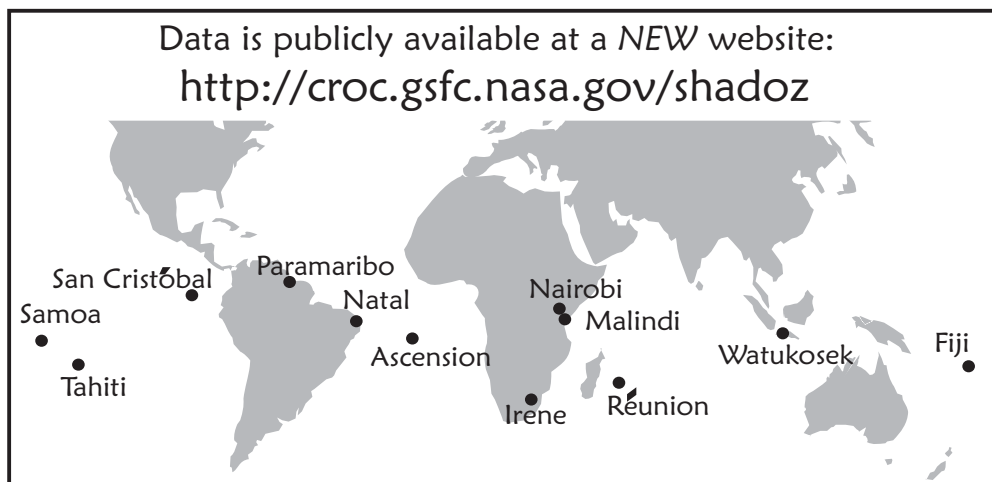 Data is publicly available at a NEW website:
http://croc.gsfc.nasa.gov/shadoz
San Cristóbal
Paramaribo
Samoa
Natal
Nairobi
Malindi
Tahiti
Ascension
Watukosek
Fiji
Irene
Réunion